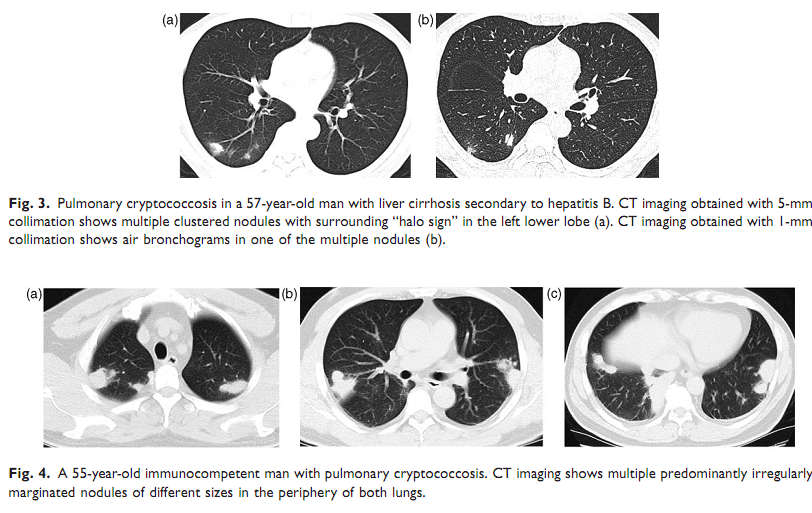 (a)
(b)
Fig. 3. Pulmonary cryptococcosis in a 57-year-old man with liver cirrhosis secondary to hepatitis B. CT imaging obtained with 5-mm
collimation shows multiple clustered nodules with surrounding “halo sign” in the left lower lobe (a). CT imaging obtained with 1-mm
collimation shows air bronchograms in one of the multiple nodules (b).
(a)
(b)
(c)
Fig. 4. A 55-year-old immunocompetent man with pulmonary cryptococcosis. CT imaging shows multiple predominantly irregularly
marginated nodules of different sizes in the periphery of both lungs.